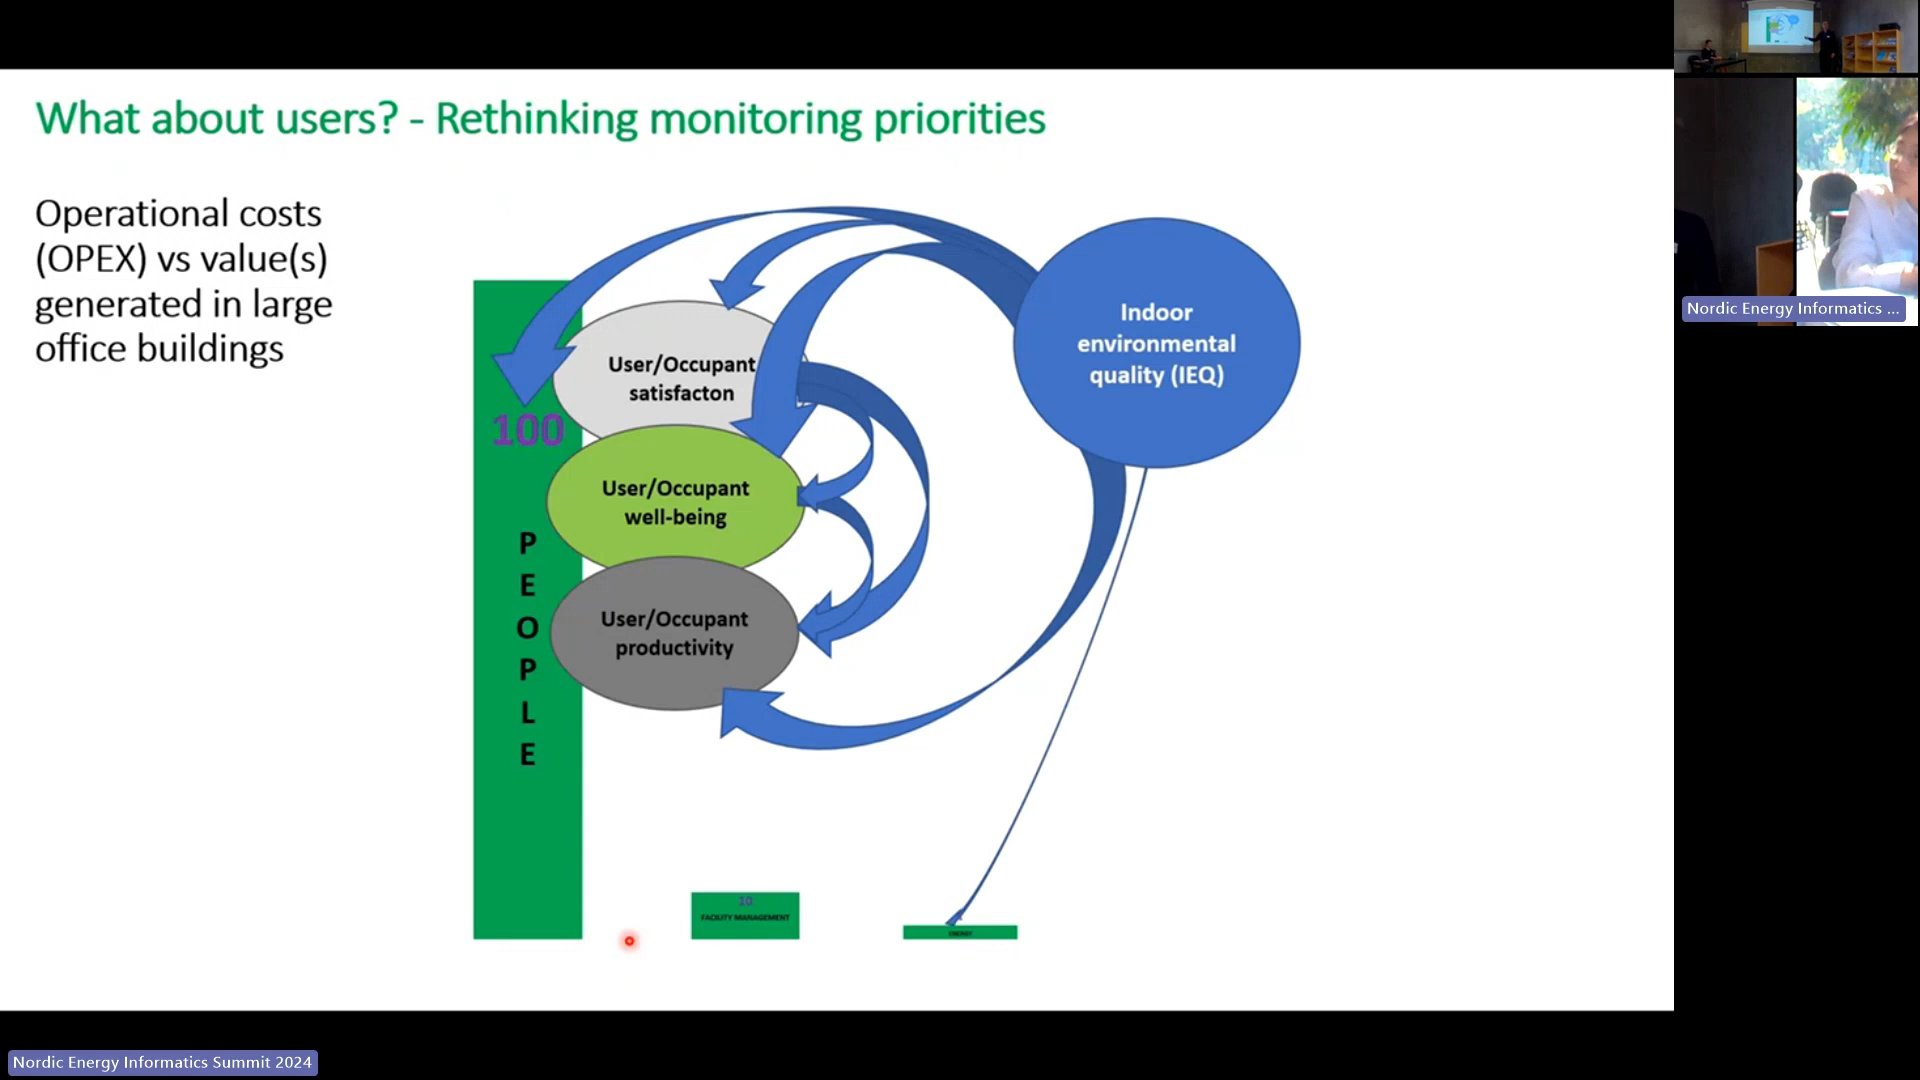 What about users? - Rethinking monitoring priorities
Operational costs
(OPEX) vs value(s)
generated in large
office buildings
Indoor
environmental
quality (IEQ)
User/Occupant
satisfacton
100
User/Occupant
well-being
P
E
O
P
L
E
User/Occupant
productivity
10
FACILITY MANAGEMENT
ENERGY
Nordic Energy Informatics ...
Nordic Energy Informatics Summit 2024